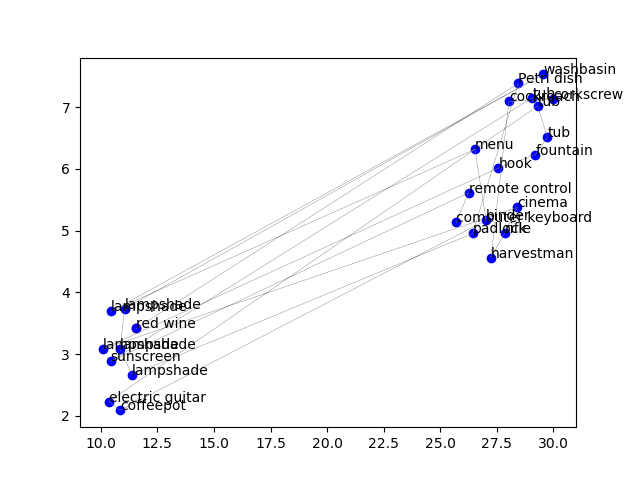 washbasin
Petri dish
cockroach
tub
corkscrew
tub
tub
menu
fountain
hook
remote control
cinema
binder
computer keyboard
padlock
harvestman
lampshade
lampshade
red wine
lampshade
lampshade
sunscreen
lampshade
electric guitar
coffeepot
7
6
5
4
3
2
10.0 12.5 15.0 17.5 20.0 22.5 25.0 27.5 30.0